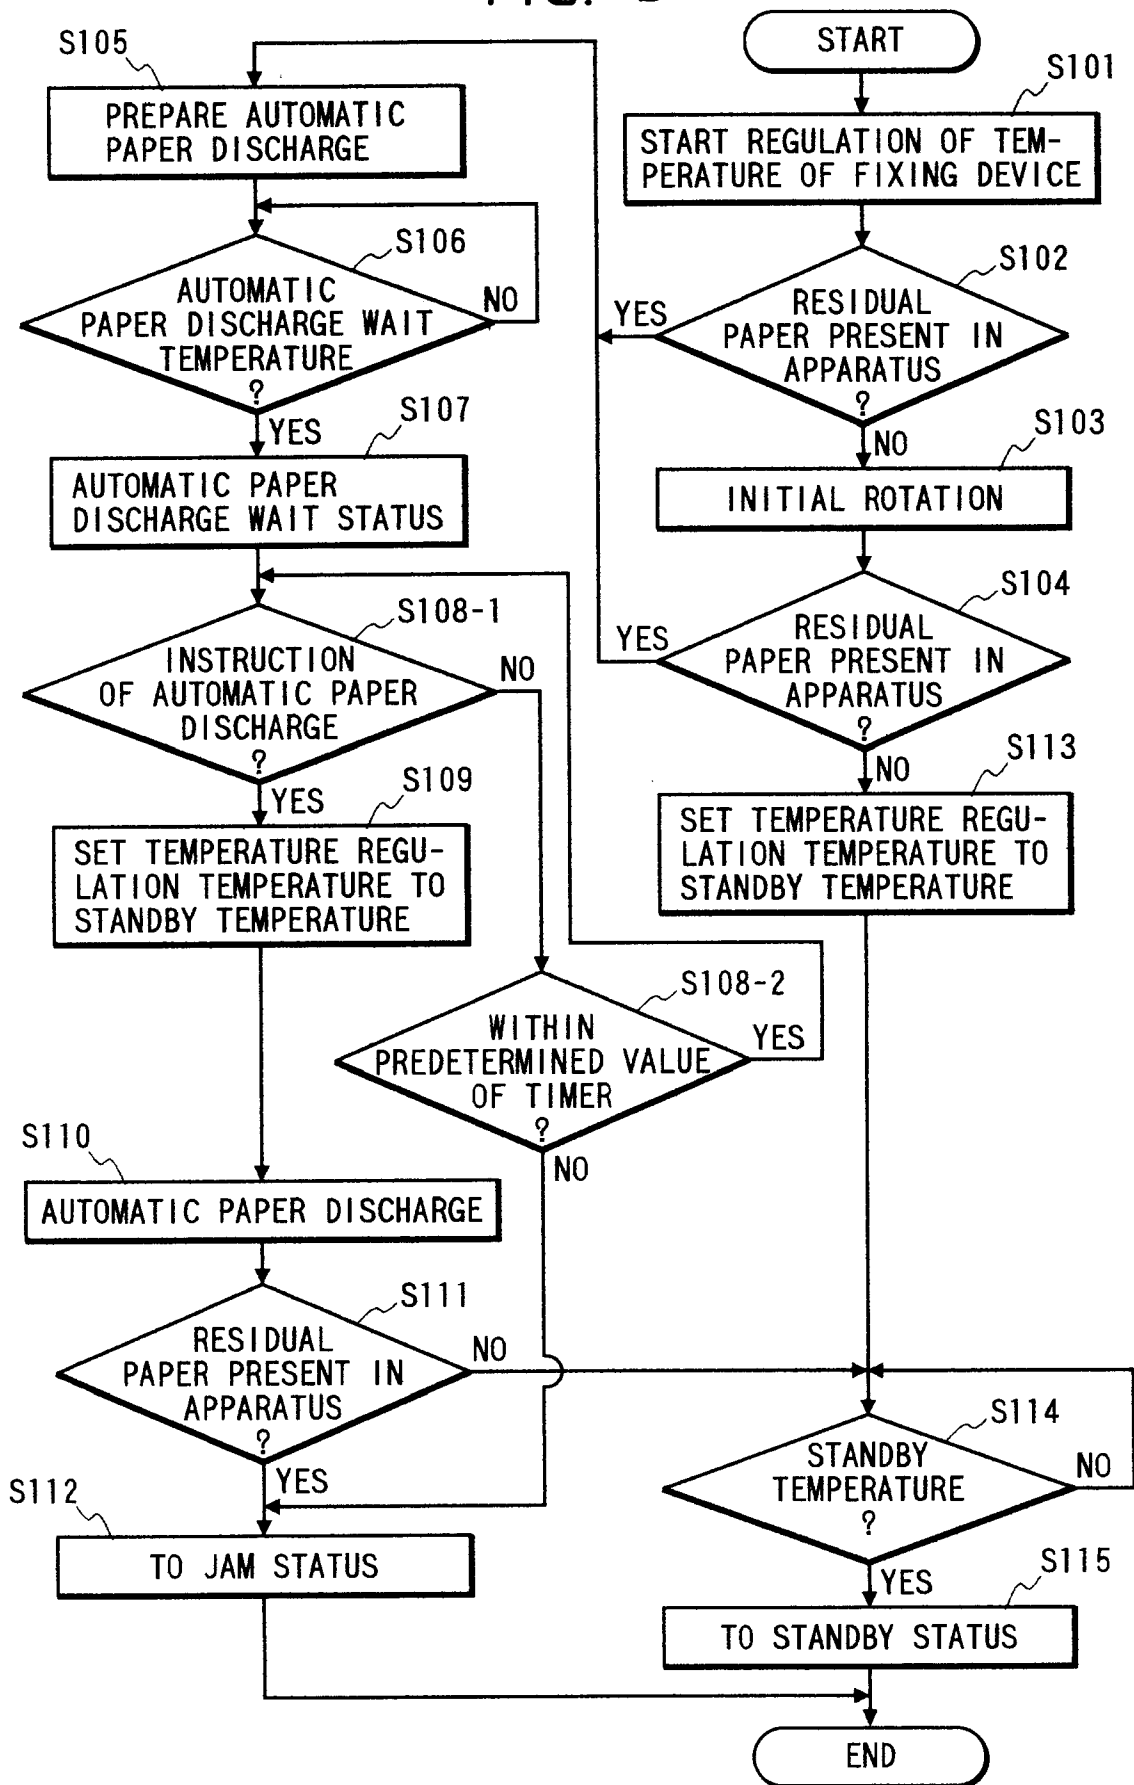 START
S101
START REGULATION OF TEM-
PERATURE OF FIXING DEVICE
S102
RESIDUAL
PAPER PRESENT IN
APPARATUS
?
YES
NO
S103
INITIAL ROTATION
S104
RESIDUAL
PAPER PRESENT IN
APPARATUS
?
YES
NO
S113
SET TEMPERATURE REGU-
LATION TEMPERATURE TO
STANDBY TEMPERATURE
S105
PREPARE AUTOMATIC
PAPER DISCHARGE
S106
AUTOMATIC
PAPER DISCHARGE WAIT
TEMPERATURE
?
NO
YES
S107
AUTOMATIC PAPER
DISCHARGE WAIT STATUS
S108-1
INSTRUCTION
OF AUTOMATIC PAPER
DISCHARGE
?
NO
YES
S109
SET TEMPERATURE REGU-
LATION TEMPERATURE TO
STANDBY TEMPERATURE
S108-2
WITHIN
PREDETERMINED VALUE
OF TIMER
?
YES
NO
S110
AUTOMATIC PAPER DISCHARGE
S111
RESIDUAL
PAPER PRESENT IN
APPARATUS
?
NO
YES
S112
TO JAM STATUS
S114
STANDBY
TEMPERATURE
?
NO
YES
S115
TO STANDBY STATUS
END